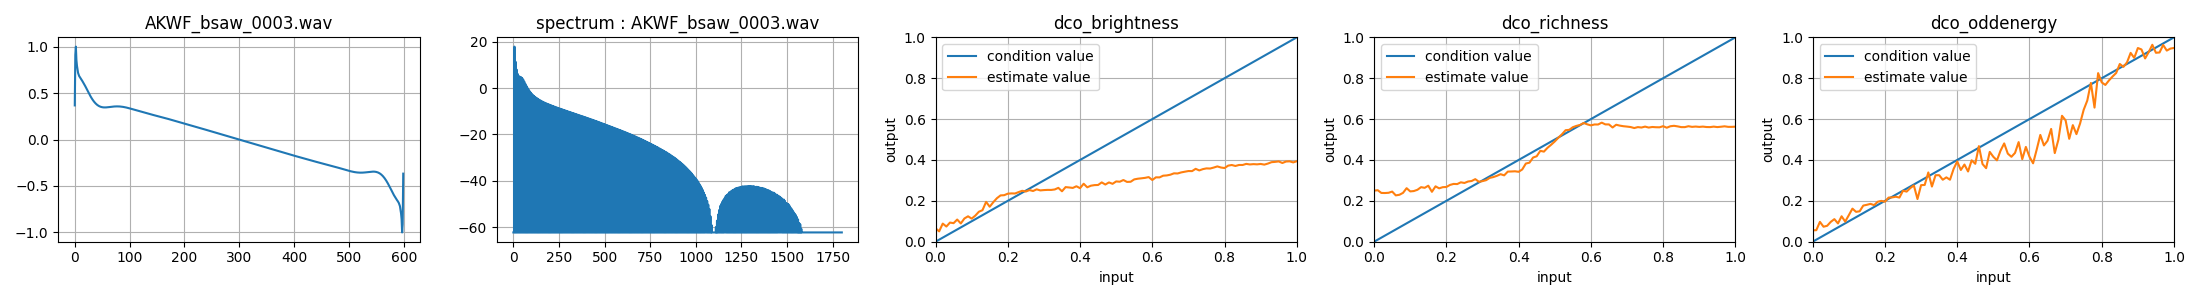 AKWF_bsaw_0003.wav
1.0
0.5
0.0
−0.5
−1.0
0 100 200 300 400 500 600
spectrum : AKWF_bsaw_0003.wav
20
0
−20
−40
−60
0 250 500 750 1000 1250 1500 1750
dco_brightness
condition value
estimate value
output
1.0
0.8
0.6
0.4
0.2
0.0
0.0 0.2 0.4 0.6 0.8 1.0
input
dco_richness
condition value
estimate value
output
1.0
0.8
0.6
0.4
0.2
0.0
0.0 0.2 0.4 0.6 0.8 1.0
input
dco_oddenergy
condition value
estimate value
output
1.0
0.8
0.6
0.4
0.2
0.0
0.0 0.2 0.4 0.6 0.8 1.0
input